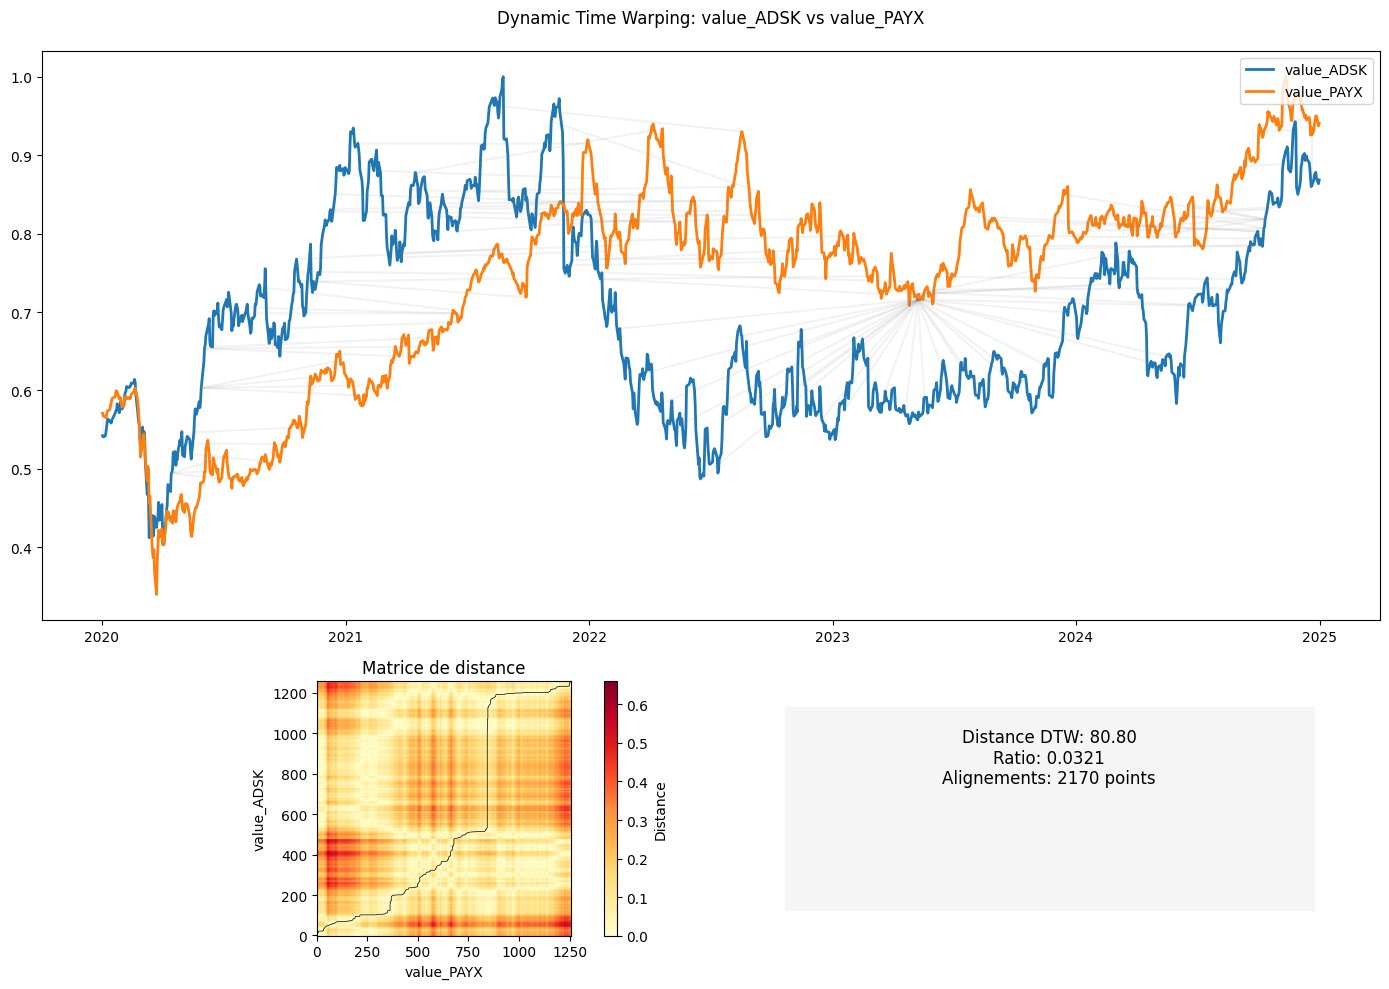 Dynamic Time Warping: value_ADSK vs value_PAYX
value_ADSK
value_PAYX
1.0
0.9
0.8
0.7
0.6
0.5
0.4
2020 2021 2022 2023 2024 2025
Matrice de distance
1200
1000
800
600
400
200
0
value_ADSK
0 250 500 750 1000 1250
value_PAYX
0.6
0.5
0.4
0.3
0.2
0.1
0.0
Distance
Distance DTW: 80.80
Ratio: 0.0321
Alignements: 2170 points